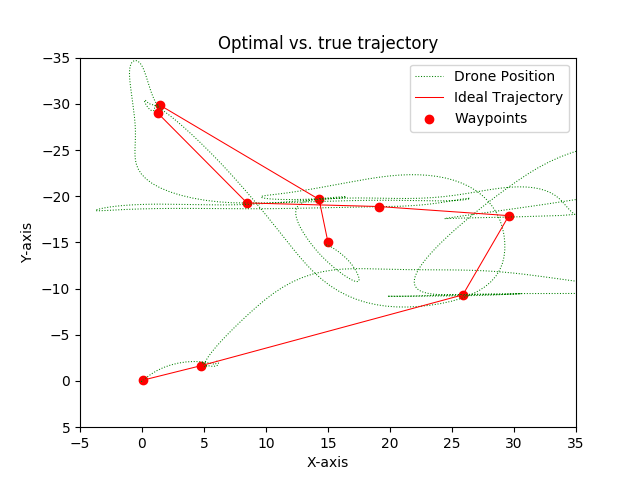 Optimal vs. true trajectory
Drone Position
Ideal Trajectory
Waypoints
−35
−30
−25
−20
−15
−10
−5
0
5
Y-axis
−5 0 5 10 15 20 25 30 35
X-axis